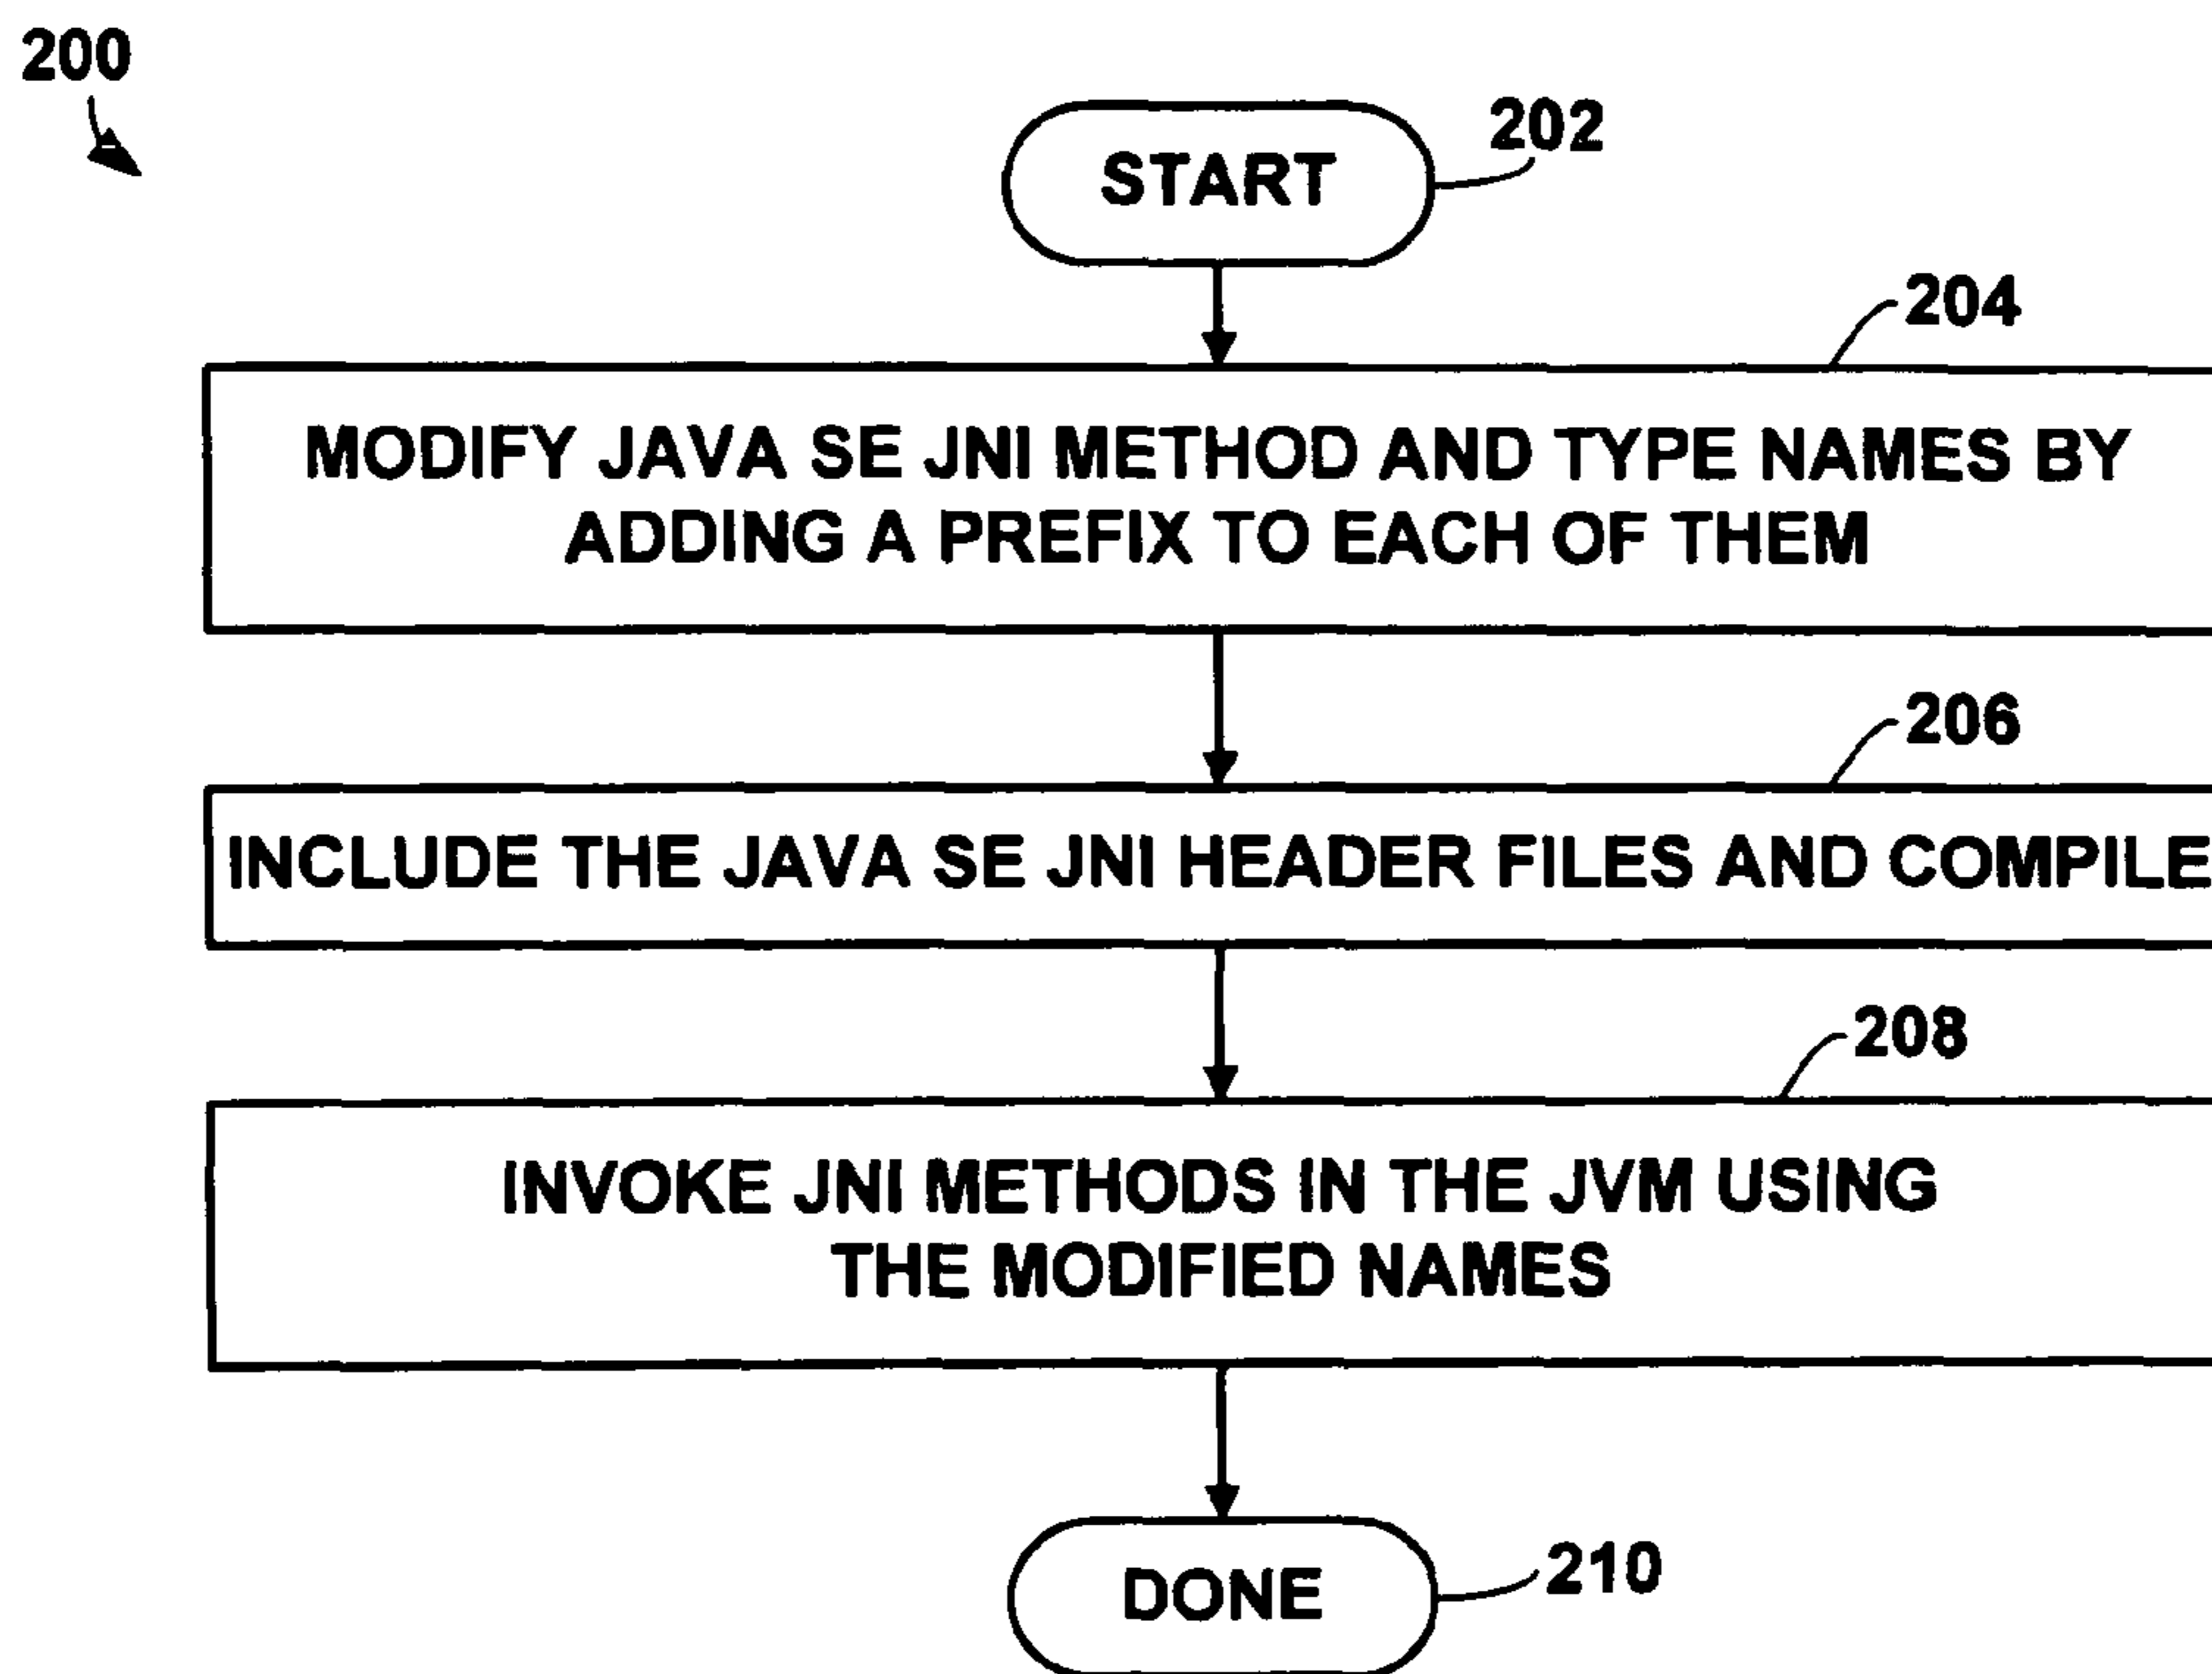 200
START
202
204
MODIFY JAVA SE JNI METHOD AND TYPE NAMES BY
ADDING A PREFIX TO EACH OF THEM
206
INCLUDE THE JAVA SE JNI HEADER FILES AND COMPILE
208
INVOKE JNI METHODS IN THE JVM USING
THE MODIFIED NAMES
DONE
210